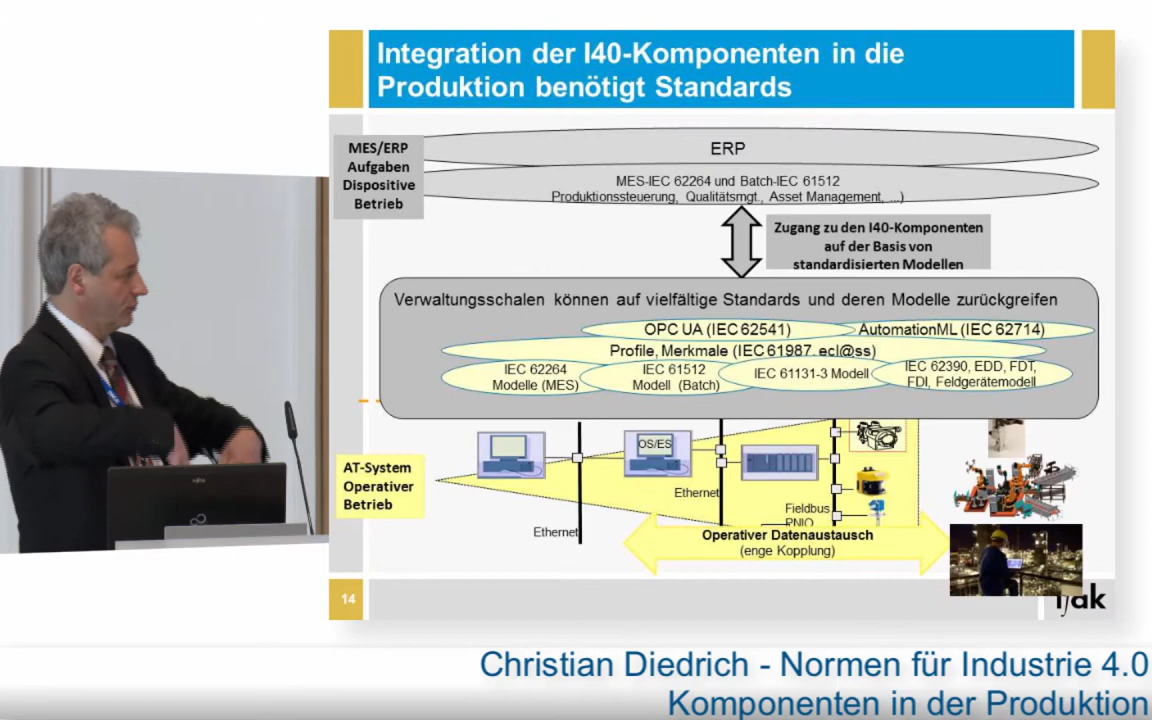 Integration der I40-Komponenten in die
Produktion benötigt Standards
MES/ERP
Aufgaben
Dispositive
Betrieb
ERP
MES-IEC 62264 und Batch-IEC 61512
Produktionssteuerung, Qualitätsmgt., Asset Management, ...)
Zugang zu den I40-Komponenten
auf der Basis von
standardisierten Modellen
Verwaltungsschalen können auf vielfältige Standards und deren Modelle zurückgreifen
OPC UA (IEC 62541)
AutomationML (IEC 62714)
Profile, Merkmale (IEC 61987, ecl@ss)
IEC 62264
Modelle (MES)
IEC 61512
Modell (Batch)
IEC 61131-3 Modell
IEC 62390, EDD, FDT,
FDI, Feldgerätemodell
AT-System
Operativer
Betrieb
OS/ES
Ethernet
Ethernet
Fieldbus
PNIO
Operativer Datenaustausch
(enge Kopplung)
14
ifak
Christian Diedrich - Normen für Industrie 4.0
Komponenten in der Produktion